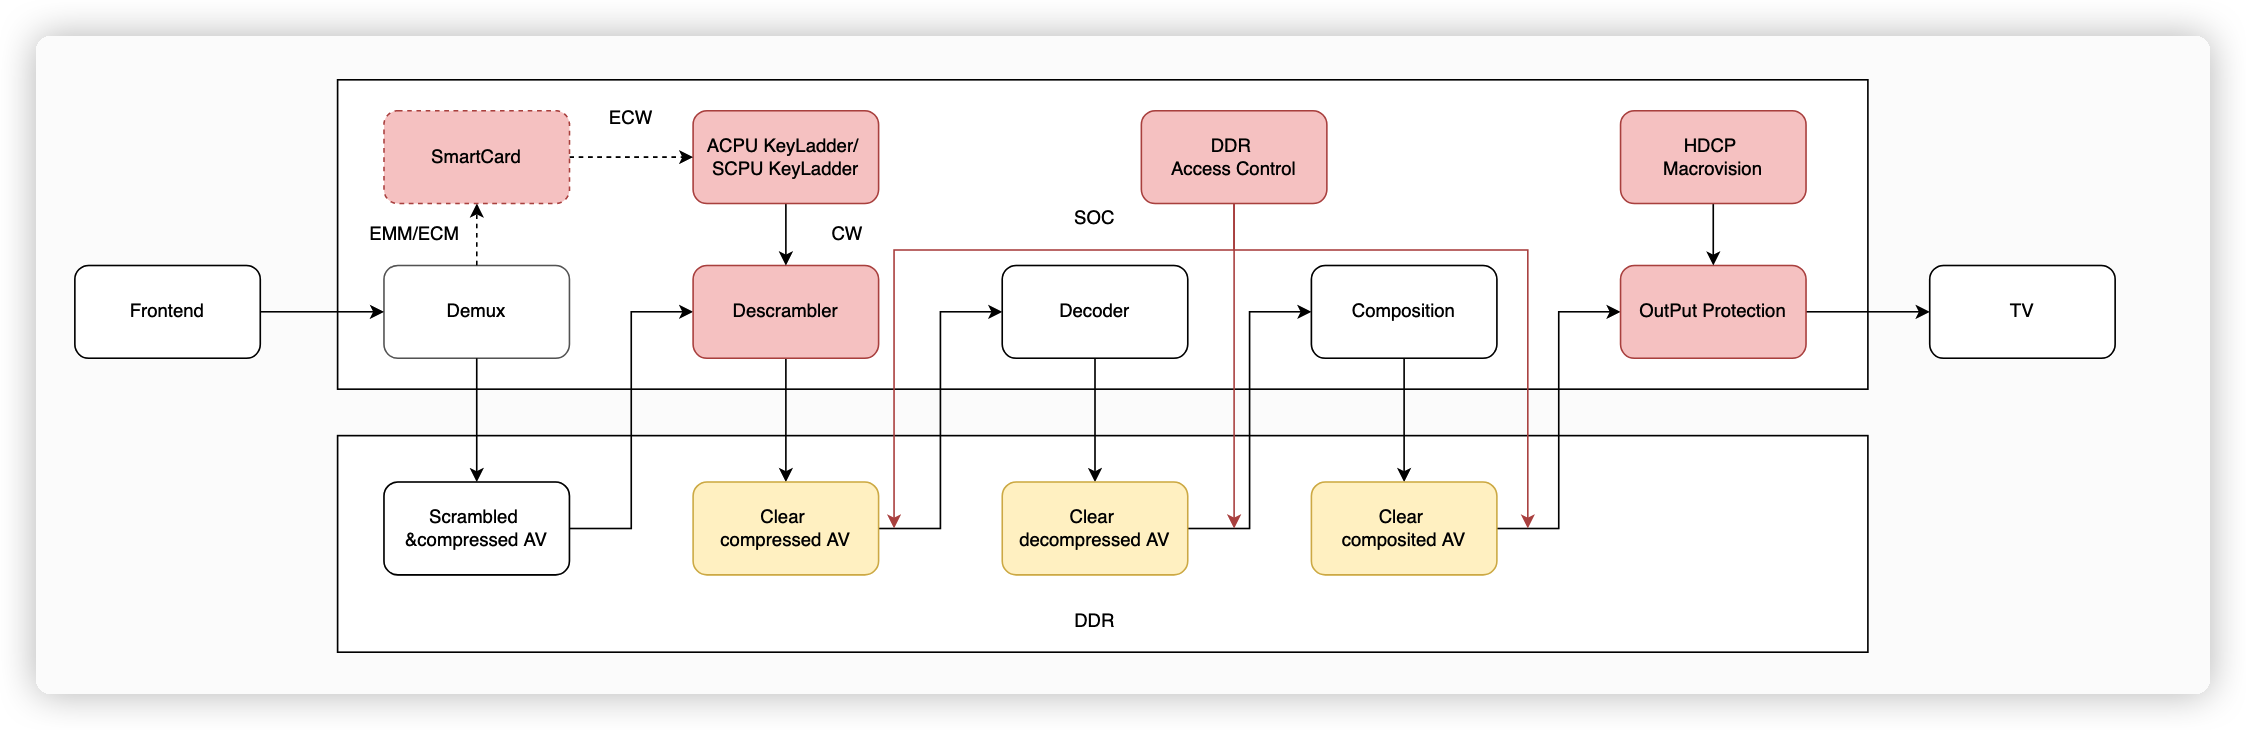 SmartCard
ECW
ACPU KeyLadder/
SCPU KeyLadder
DDR
Access Control
HDCP
Macrovision
EMM/ECM
CW
SOC
Frontend
Demux
Descrambler
Decoder
Composition
OutPut Protection
TV
Scrambled
&compressed AV
Clear
compressed AV
Clear
decompressed AV
Clear
composited AV
DDR